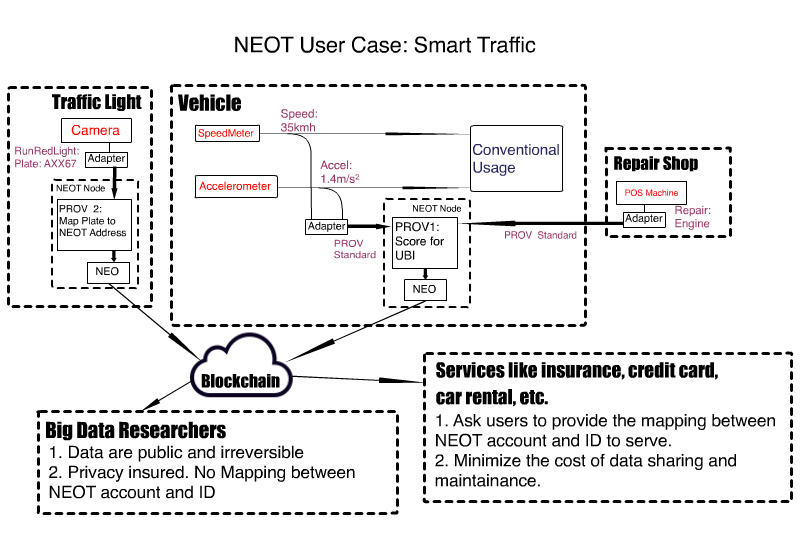 NEOT User Case: Smart Traffic
Traffic Light
Camera
RunRedLight:
Plate: AXX67
Adapter
NEOT Node
PROV 2:
Map Plate to
NEOT Address
NEO
Vehicle
SpeedMeter
Speed:
35kmh
Accelerometer
Accel:
1.4m/s²
Conventional
Usage
Adapter
PROV
Standard
NEOT Node
PROV1:
Score for
UBI
NEO
Repair Shop
POS Machine
Adapter
Repair:
Engine
PROV Standard
Blockchain
Big Data Researchers
1. Data are public and irreversible
2. Privacy insured. No Mapping between
NEOT account and ID
Services like insurance, credit card,
car rental, etc.
1. Ask users to provide the mapping between
NEOT account and ID to serve.
2. Minimize the cost of data sharing and
maintainance.